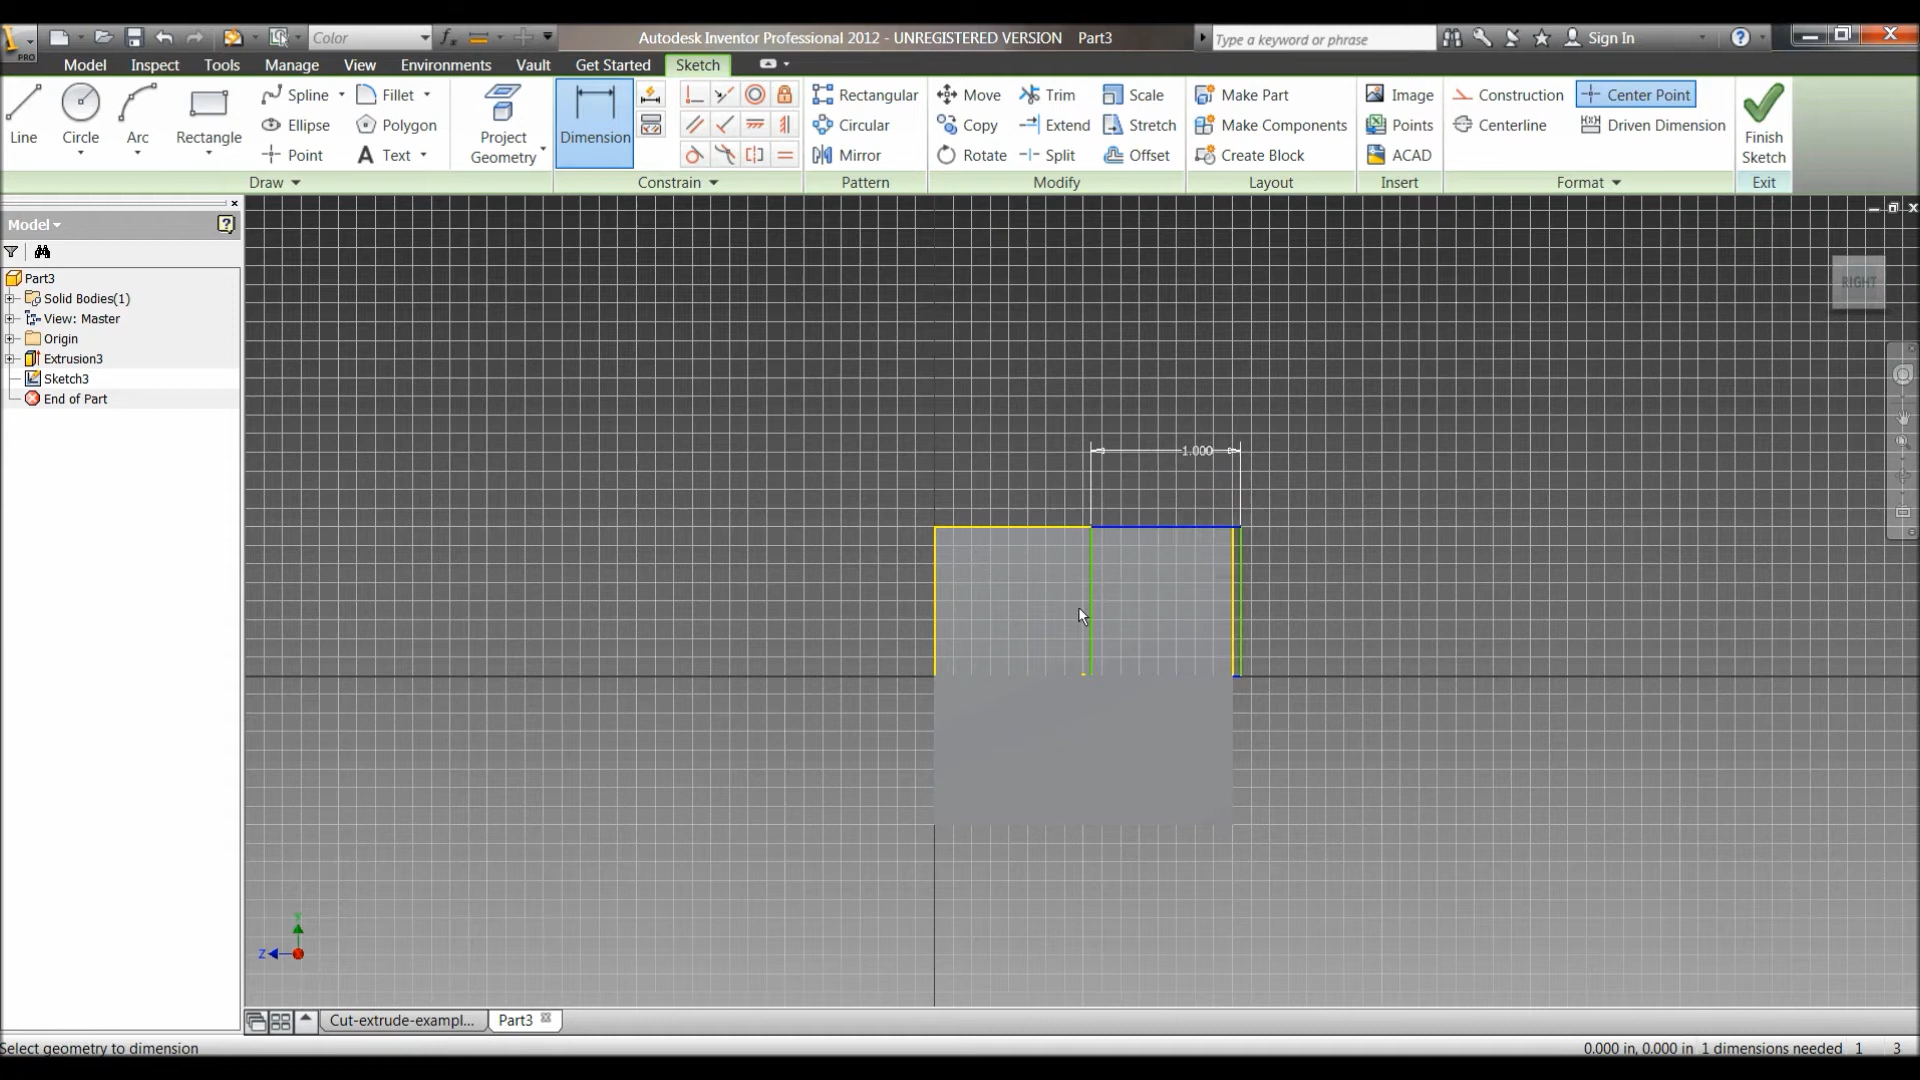 PRO
Color
Autodesk Inventor Professional 2012 - UNREGISTERED VERSION Part3
Type a keyword or phrase
Sign In
Model Inspect Tools Manage View Environments Vault Get Started Sketch
Line
Circle
Arc
Rectangle
Spline
Ellipse
Point
Fillet
Polygon
Text
Project
Geometry
Dimension
Rectangular
Circular
Mirror
Move
Copy
Rotate
Trim
Extend
Split
Scale
Stretch
Offset
Make Part
Make Components
Create Block
Image
Points
ACAD
Construction
Centerline
Center Point
Driven Dimension
Finish
Sketch
Draw
Constrain
Pattern
Modify
Layout
Insert
Format
Exit
Model
Part3
Solid Bodies(1)
View: Master
Origin
Extrusion3
Sketch3
End of Part
RIGHT
1.000
Y
Z
Cut-extrude-exampl...
Part3
Select geometry to dimension
0.000 in, 0.000 in 1 dimensions needed 1 3